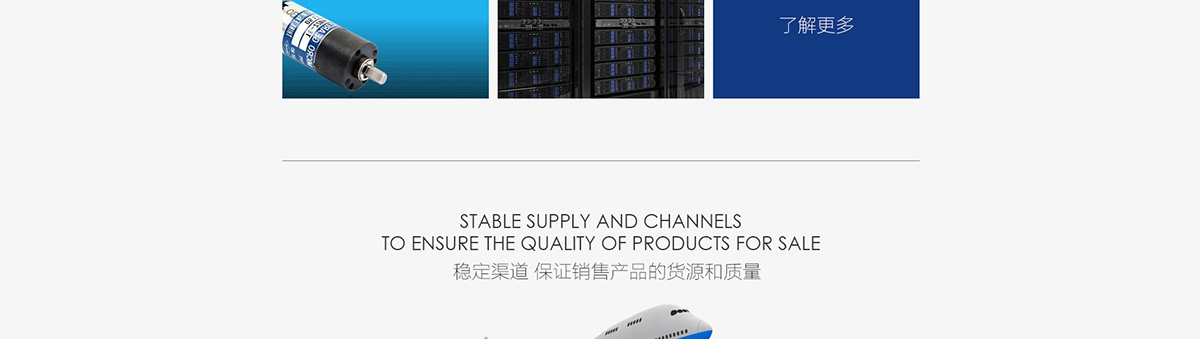 了解更多
STABLE SUPPLY AND CHANNELS
TO ENSURE THE QUALITY OF PRODUCTS FOR SALE
稳定渠道 保证销售产品的货源和质量